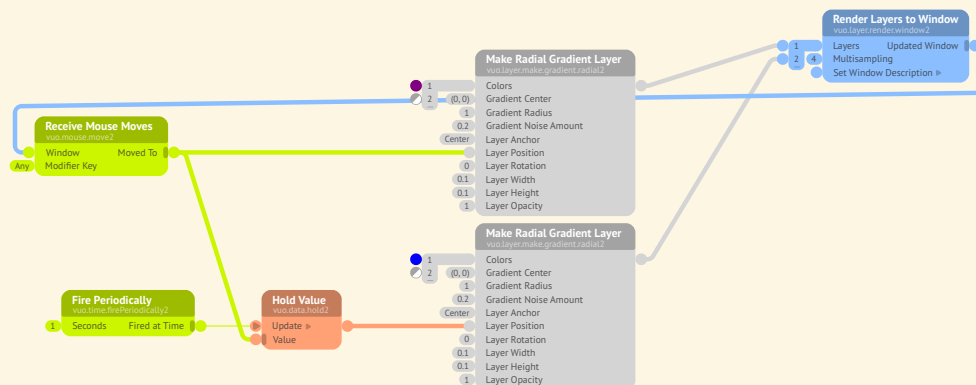 Render Layers to Window
vuo.layer.render.window2
1 Layers Updated Window
2 4 Multisampling
... Set Window Description
Make Radial Gradient Layer
vuo.layer.make.gradient.radial2
1 Colors
2 (0, 0) Gradient Center
... 1 Gradient Radius
0.2 Gradient Noise Amount
Center Layer Anchor
Layer Position
0 Layer Rotation
0.1 Layer Width
0.1 Layer Height
1 Layer Opacity
Receive Mouse Moves
vuo.mouse.move2
Window Moved To
Any Modifier Key
Make Radial Gradient Layer
vuo.layer.make.gradient.radial2
1 Colors
2 (0, 0) Gradient Center
... 1 Gradient Radius
0.2 Gradient Noise Amount
Center Layer Anchor
Layer Position
0 Layer Rotation
0.1 Layer Width
0.1 Layer Height
1 Layer Opacity
Fire Periodically
vuo.time.firePeriodically2
1 Seconds Fired at Time
Hold Value
vuo.data.hold2
Update
Value